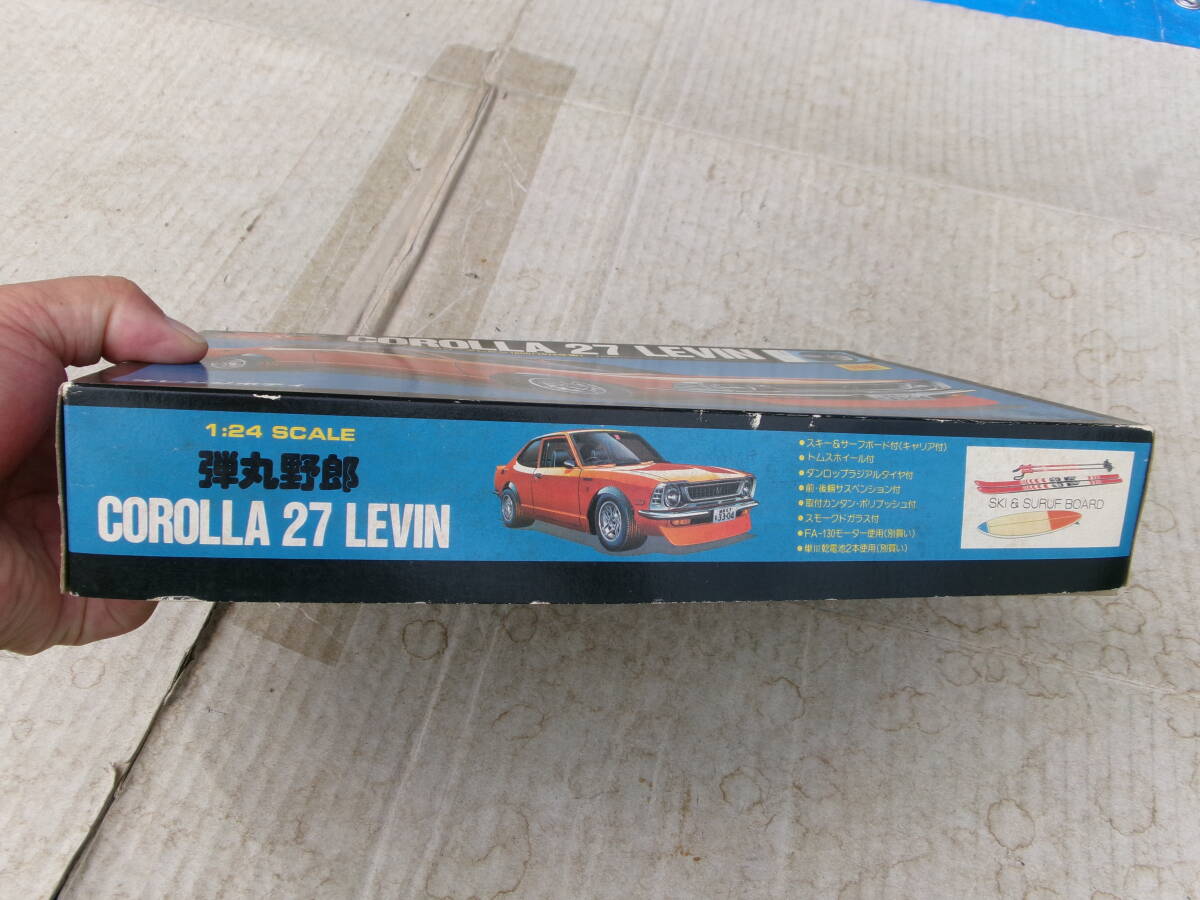 COROLLA 27 LEVIN
1:24 SCALE
弾丸野郎
COROLLA 27 LEVIN
33-04
●スキー&サーフボード付(キャリア付)
●トムスホイール付
●ダンロップラジアルタイヤ付
●前・後輪サスペンション付
●取付カンタン・ポリブッシュ付
●スモークドガラス付
●FA-130モーター使用(別買い)
●単III乾電池2本使用(別買い)
SKI & SURUF BOARD